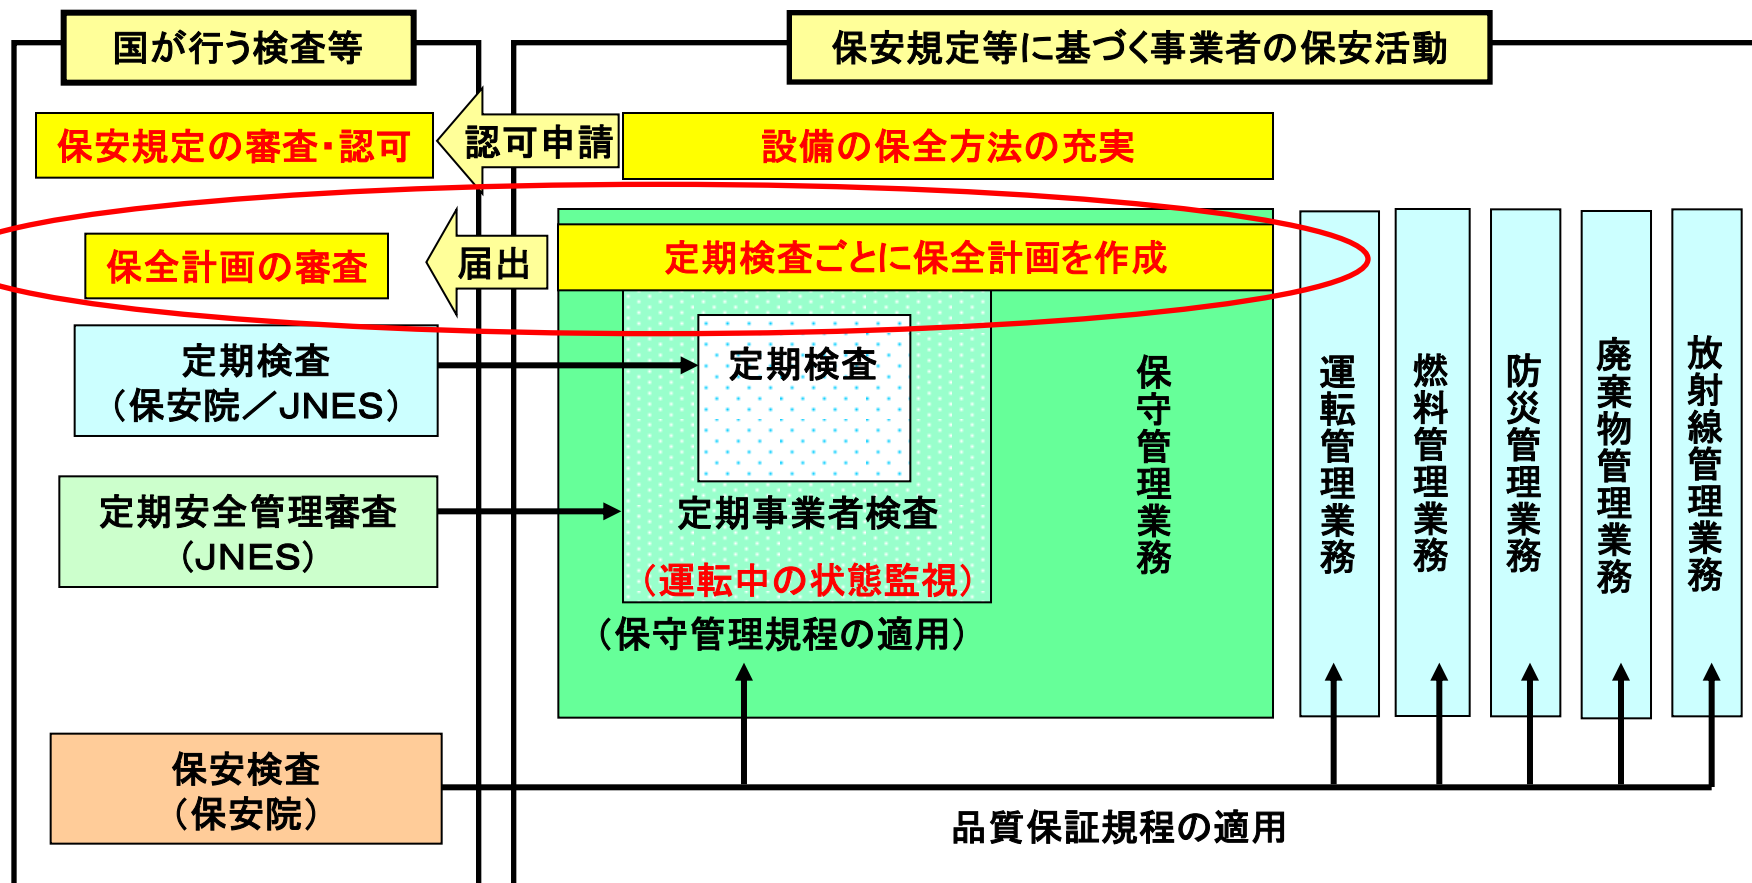 国が行う検査等
保安規定等に基づく事業者の保安活動
保安規定の審査・認可
認可申請
設備の保全方法の充実
保全計画の審査
届出
定期検査ごとに保全計画を作成
定期検査
（保安院／JNES）
定期検査
定期安全管理審査
（JNES）
定期事業者検査
（運転中の状態監視）
（保守管理規程の適用）
保守管理業務
運転管理業務
燃料管理業務
防災管理業務
廃棄物管理業務
放射線管理業務
保安検査
（保安院）
品質保証規程の適用